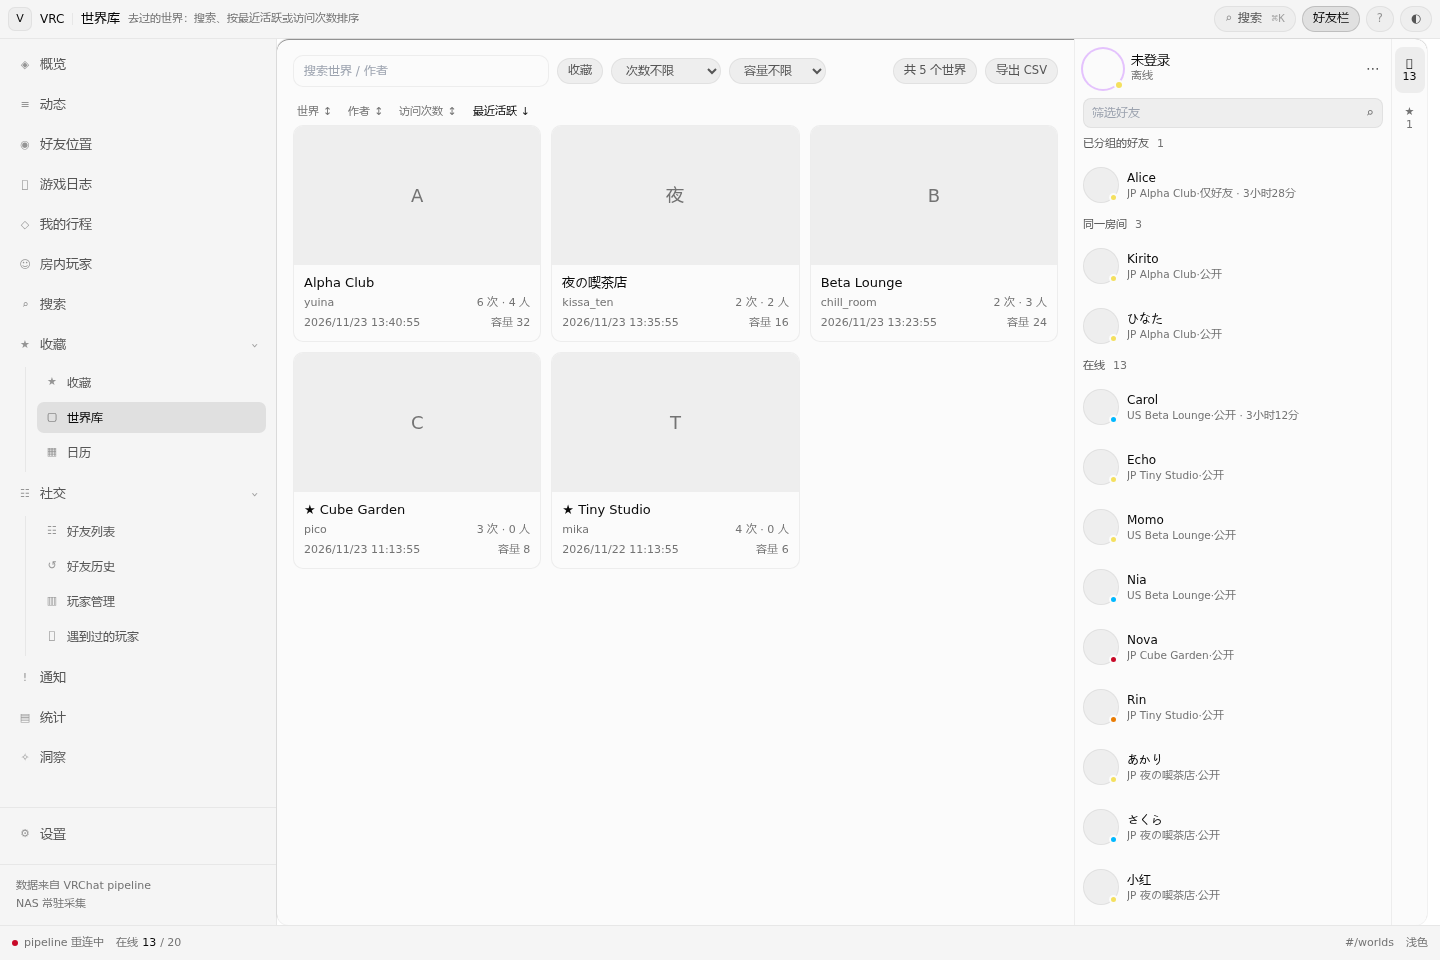 V VRC 世界库 去过的世界：搜索、按最近活跃或访问次数排序
⌕ 搜索 ⌘K 好友栏 ? ◐
◈ 概览
≡ 动态
◉ 好友位置
游戏日志
◇ 我的行程
☺ 房内玩家
⌕ 搜索
★ 收藏
★ 收藏
▢ 世界库
▦ 日历
☷ 社交
☷ 好友列表
↺ 好友历史
▥ 玩家管理
遇到过的玩家
! 通知
▤ 统计
✧ 洞察
⚙ 设置
数据来自 VRChat pipeline
NAS 常驻采集
搜索世界 / 作者 收藏 次数不限 容量不限 共 5 个世界 导出 CSV
世界 ↕ 作者 ↕ 访问次数 ↕ 最近活跃 ↓
A
Alpha Club
yuina 6 次 · 4 人
2026/11/23 13:40:55 容量 32
夜
夜の喫茶店
kissa_ten 2 次 · 2 人
2026/11/23 13:35:55 容量 16
B
Beta Lounge
chill_room 2 次 · 3 人
2026/11/23 13:23:55 容量 24
C
★ Cube Garden
pico 3 次 · 0 人
2026/11/23 11:13:55 容量 8
T
★ Tiny Studio
mika 4 次 · 0 人
2026/11/22 11:13:55 容量 6
未登录
离线
⋯
筛选好友 ⌕
已分组的好友 1
Alice
JP Alpha Club·仅好友 · 3小时28分
同一房间 3
Kirito
JP Alpha Club·公开
ひなた
JP Alpha Club·公开
在线 13
Carol
US Beta Lounge·公开 · 3小时12分
Echo
JP Tiny Studio·公开
Momo
US Beta Lounge·公开
Nia
US Beta Lounge·公开
Nova
JP Cube Garden·公开
Rin
JP Tiny Studio·公开
あかり
JP 夜の喫茶店·公开
さくら
JP 夜の喫茶店·公开
小红
JP 夜の喫茶店·公开
13
★
1
pipeline 重连中 在线 13 / 20
#/worlds 浅色